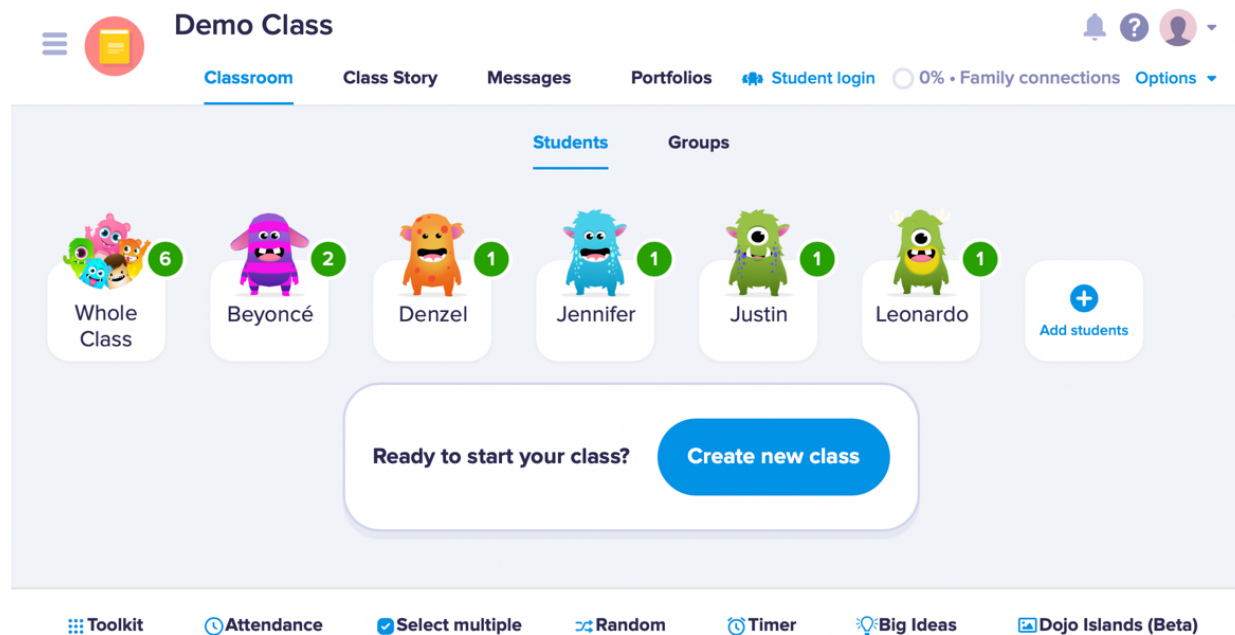 Demo Class
?
Classroom Class Story Messages Portfolios Student login 0% • Family connections Options
Students Groups
6 2 1 1 1 1
Whole Class Beyoncé Denzel Jennifer Justin Leonardo Add students
Ready to start your class? Create new class
Toolkit Attendance Select multiple Random Timer Big Ideas Dojo Islands (Beta)